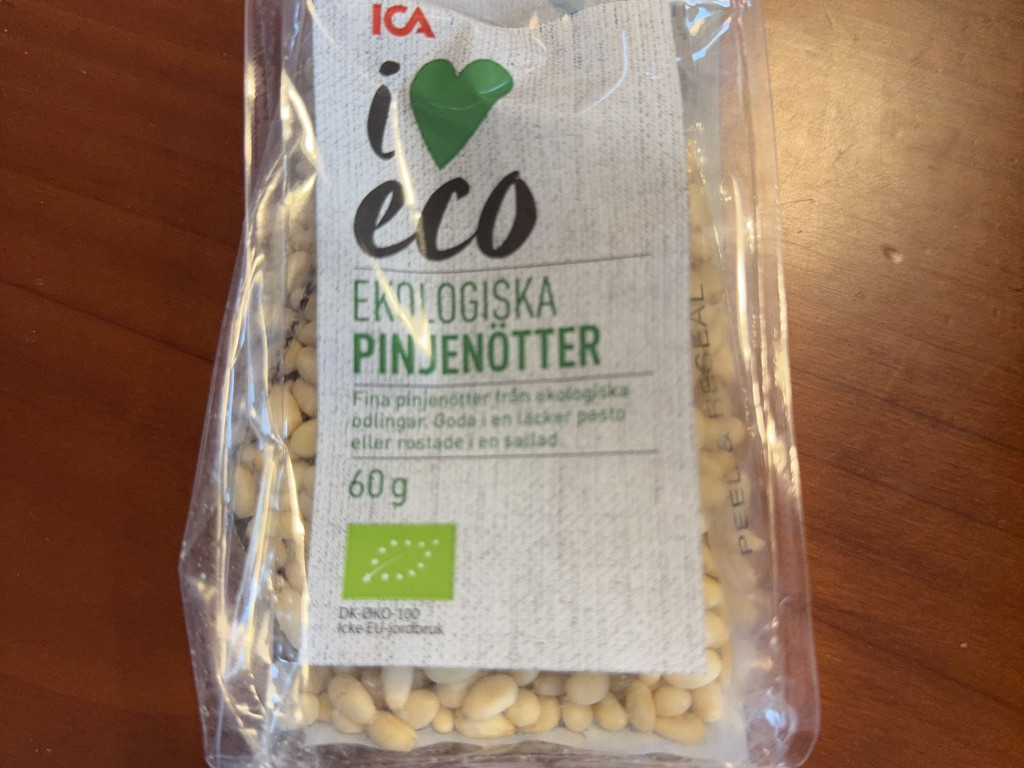 ICA
i
eco
EKOLOGISKA
PINJENÖTTER
Fina pinjenötter från ekologiska
odlingar. Goda i en läcker pesto
eller rostade i en sallad.
60 g
DK-ØKO-100
Icke EU-jordbruk
PEEL & RESEAL